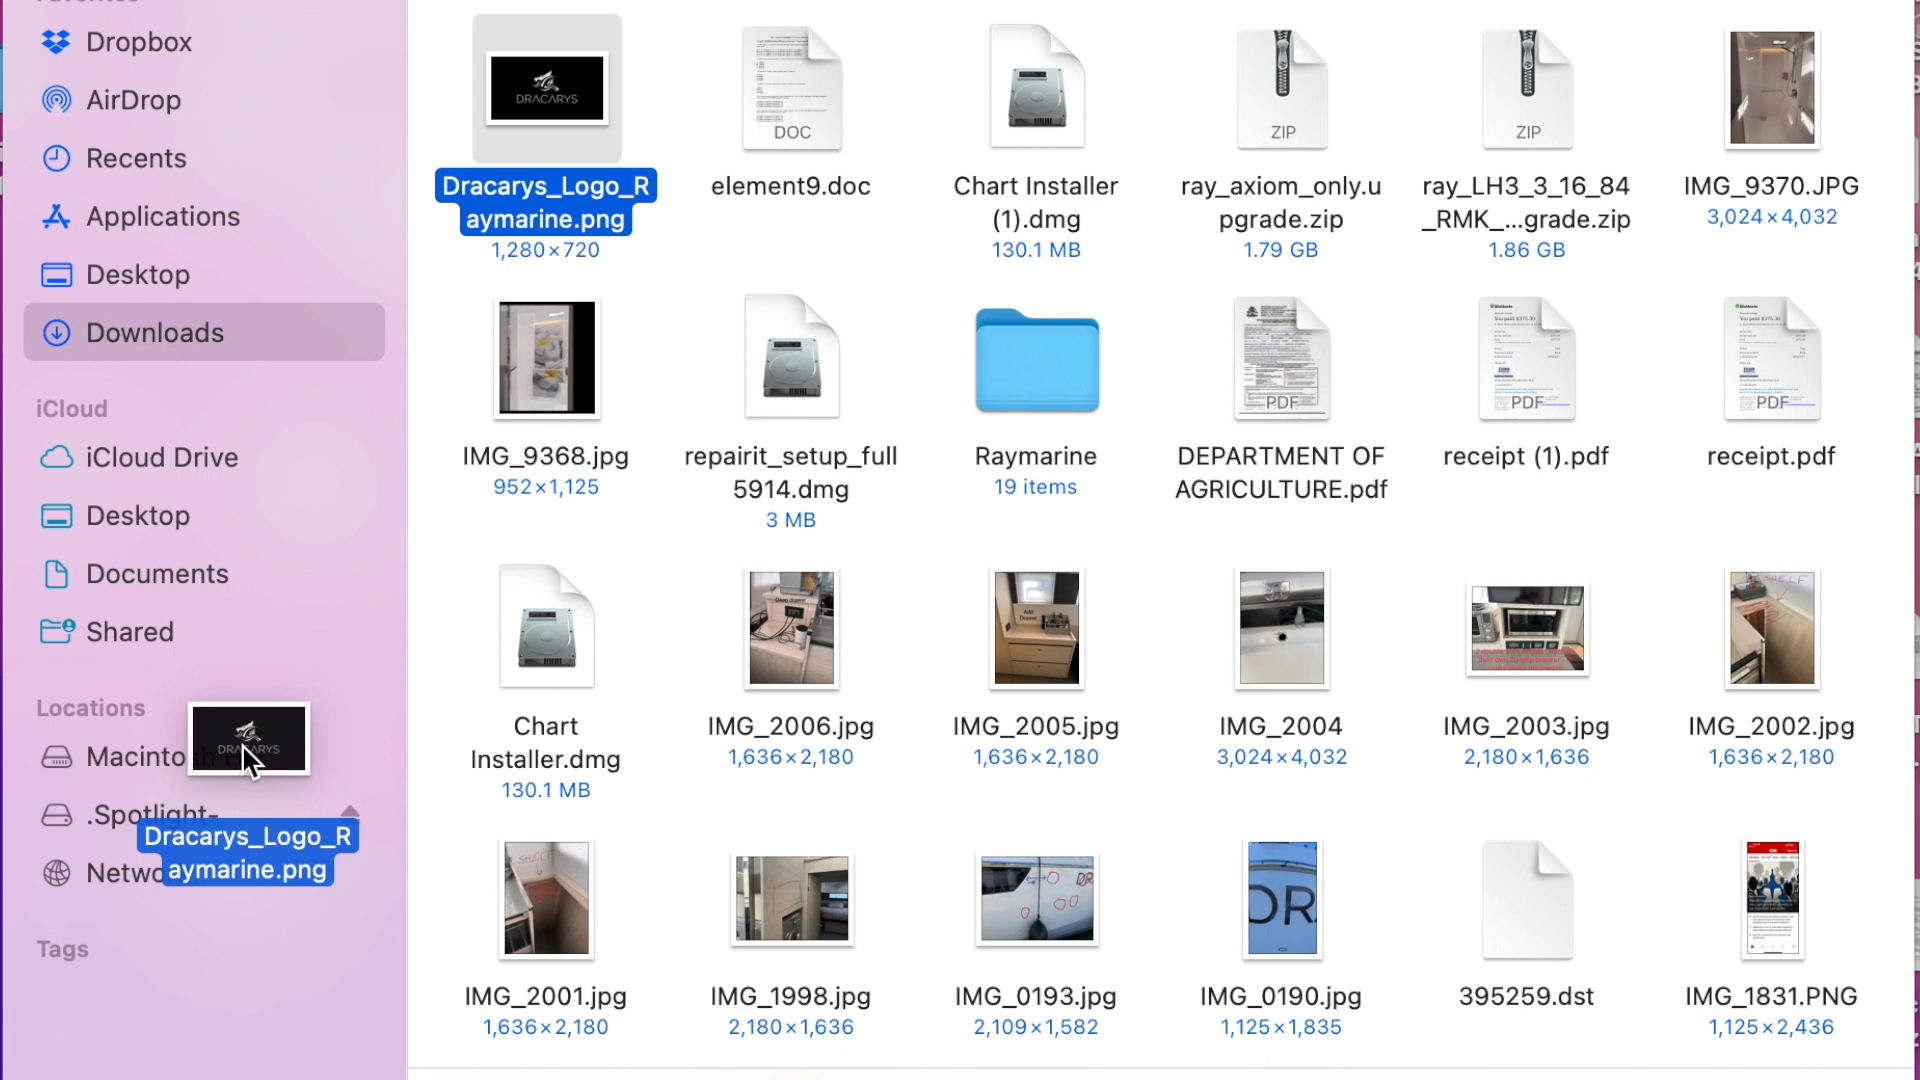 Dropbox
AirDrop
Recents
Applications
Desktop
Downloads
iCloud
iCloud Drive
Desktop
Documents
Shared
Locations
DRACARYS
.Spotlight-
Dracarys_Logo_R
aymarine.png
Tags
DRACARYS
DOC
ZIP
ZIP
Dracarys_Logo_R
aymarine.png
1,280×720
element9.doc
Chart Installer
(1).dmg
130.1 MB
ray_axiom_only.u
pgrade.zip
1.79 GB
ray_LH3_3_16_84
_RMK_...grade.zip
1.86 GB
IMG_9370.JPG
3,024×4,032
PDF
PDF
PDF
IMG_9368.jpg
952×1,125
repairit_setup_full
5914.dmg
3 MB
Raymarine
19 items
DEPARTMENT OF
AGRICULTURE.pdf
receipt (1).pdf
receipt.pdf
Add
Drawer
SHELF
Chart
Installer.dmg
130.1 MB
IMG_2006.jpg
1,636×2,180
IMG_2005.jpg
1,636×2,180
IMG_2004
3,024×4,032
IMG_2003.jpg
2,180×1,636
IMG_2002.jpg
1,636×2,180
SHELF
DR
IMG_2001.jpg
1,636×2,180
IMG_1998.jpg
2,180×1,636
IMG_0193.jpg
2,109×1,582
IMG_0190.jpg
1,125×1,835
395259.dst
IMG_1831.PNG
1,125×2,436